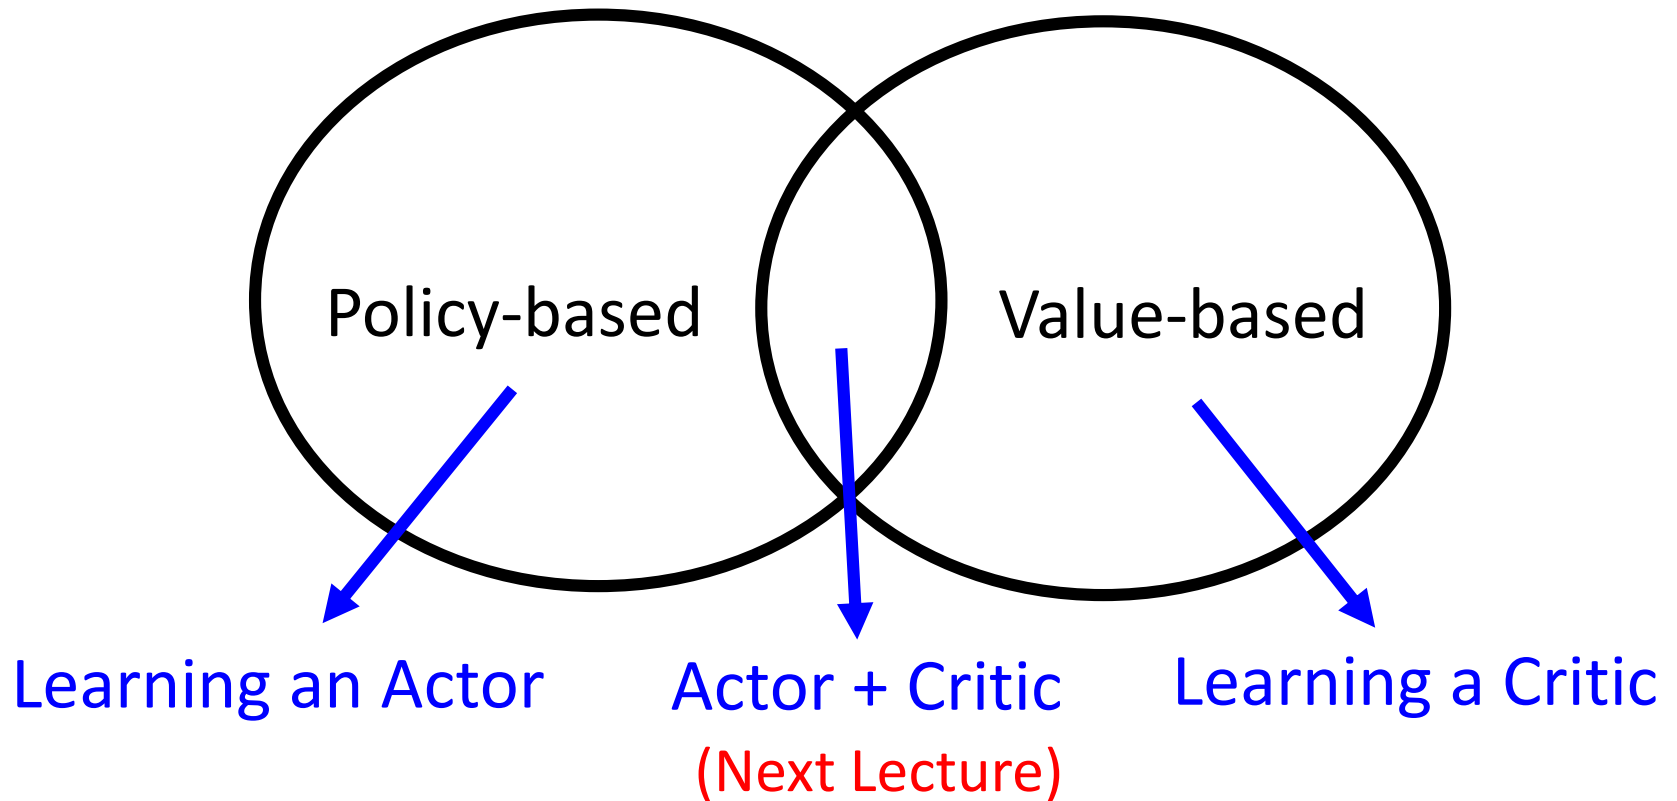 Policy-based
Value-based
Learning an Actor
Actor + Critic
Learning a Critic
(Next Lecture)